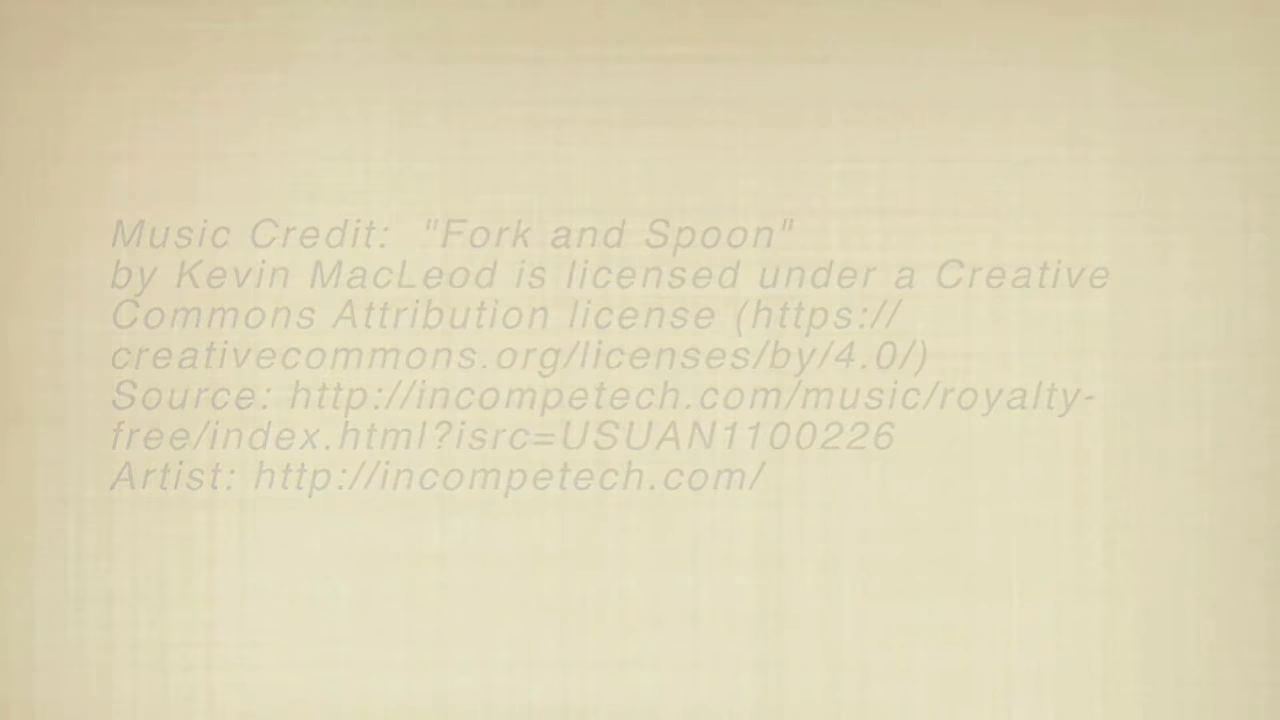 Music Credit:  "Fork and Spoon"
by Kevin MacLeod is licensed under a Creative
Commons Attribution license (https://
creativecommons.org/licenses/by/4.0/)
Source: http://incompetech.com/music/royalty-
free/index.html?isrc=USUAN1100226
Artist: http://incompetech.com/